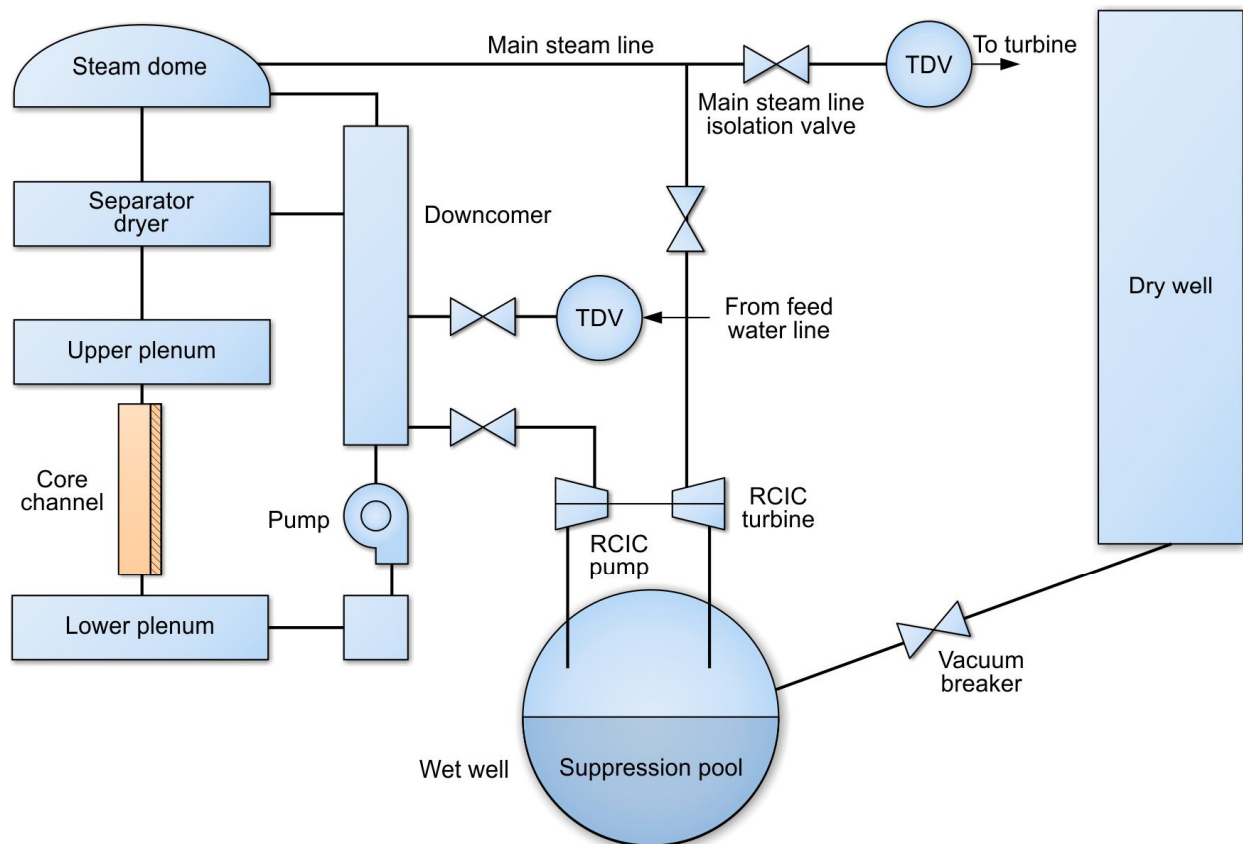 Main steam line
To turbine
Steam dome
TDV
Main steam line
isolation valve
Separator
dryer
Downcomer
Dry well
TDV
From feed
water line
Upper plenum
Core
channel
Pump
RCIC
turbine
RCIC
pump
Lower plenum
Vacuum
breaker
Wet well
Suppression pool